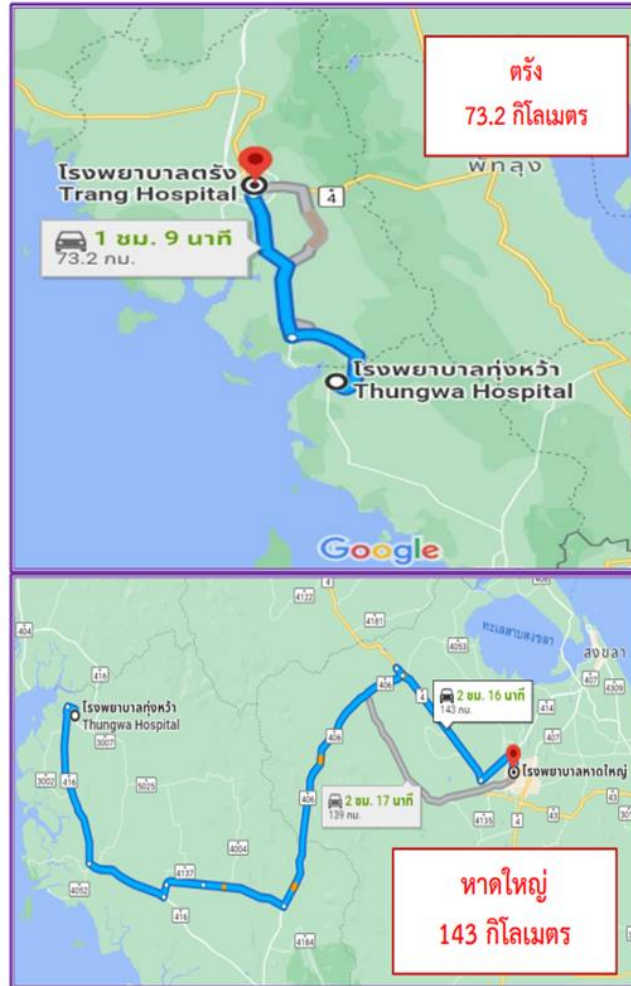 ตรัง
73.2 กิโลเมตร
พัทลุง
โรงพยาบาลตรัง
Trang Hospital
4
1 ชม. 9 นาที
73.2 กม.
โรงพยาบาลทุ่งหว้า
Thungwa Hospital
Google
4
4122
408
404
4181
416
4053
ทะเลสาบสงขลา
สงขลา
407
4309
406
4
2 ชม. 16 นาที
143 กม.
414
โรงพยาบาลทุ่งหว้า
Thungwa Hospital
3007
406
407
โรงพยาบาลหาดใหญ่
3002
416
5025
406
2 ชม. 17 นาที
139 กม.
4135
4
43
43
4004
4137
4052
416
4184
หาดใหญ่
143 กิโลเมตร